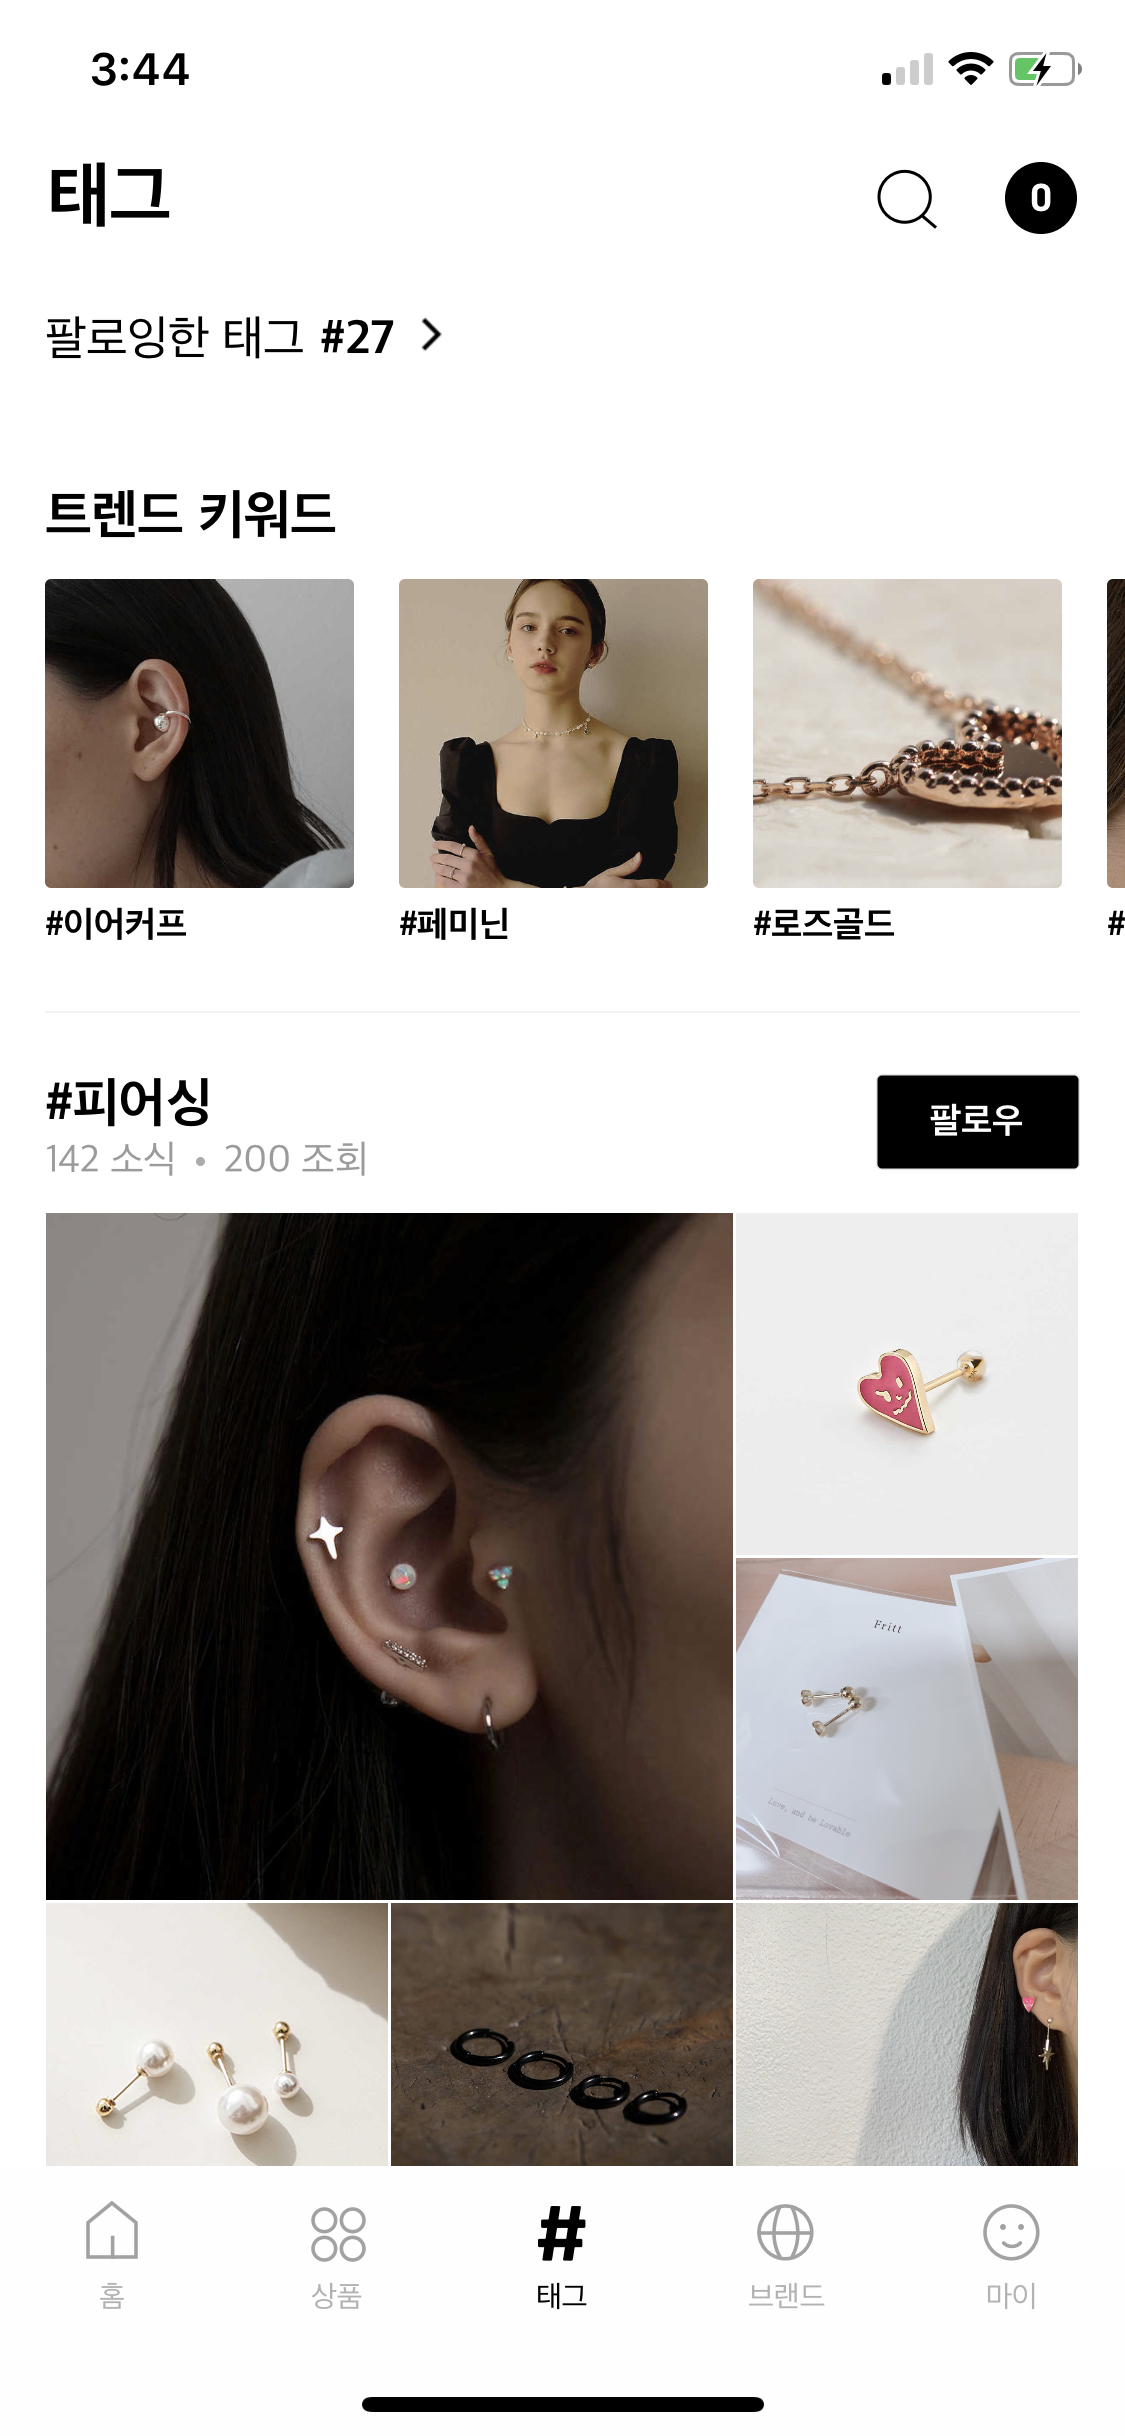 3:44
태그
0
팔로잉한 태그 #27
트렌드 키워드
#이어커프
#페미닌
#로즈골드
#
#피어싱
142 소식 • 200 조회
팔로우
Fritt
Love, and be Lovable
홈
상품
태그
브랜드
마이